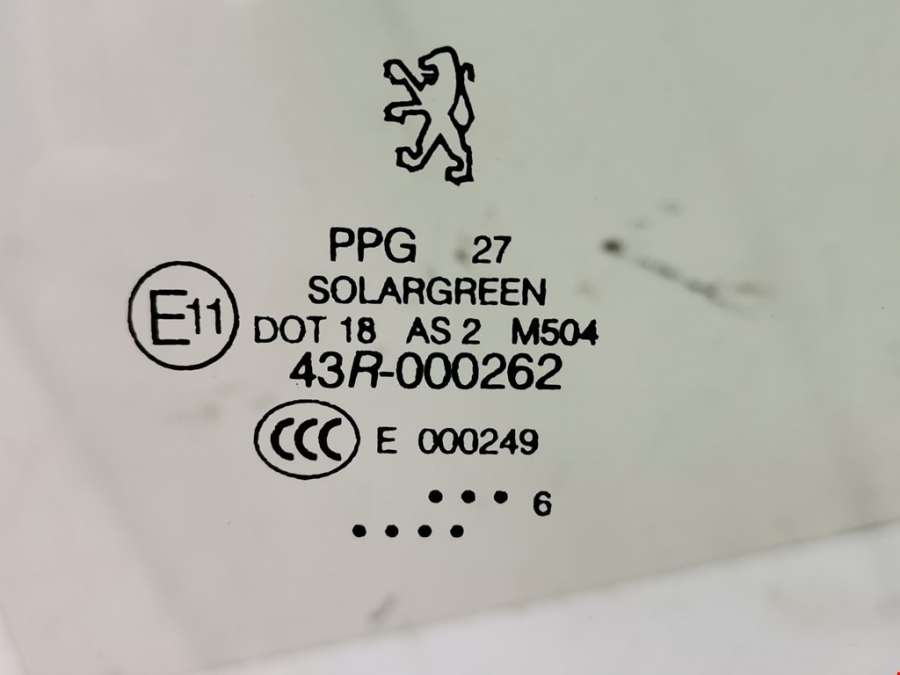 PPG 27
SOLARGREEN
E11
DOT 18 AS 2 M504
43R-000262
CCC E 000249
• • • 6
• • • •